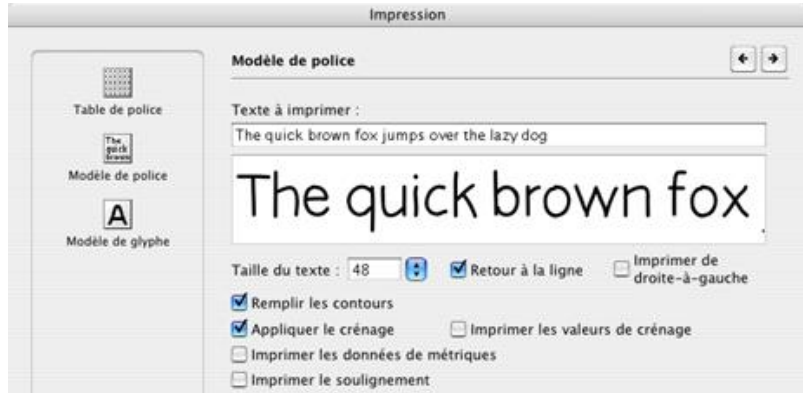 Impression
Modèle de police
Table de police
Texte à imprimer :
The quick brown fox jumps over the lazy dog
The
quick
brown
Modèle de police
The quick brown fox
A
Modèle de glyphe
Taille du texte : 48
Retour à la ligne
Imprimer de
droite-à-gauche
Remplir les contours
Appliquer le crénage
Imprimer les valeurs de crénage
Imprimer les données de métriques
Imprimer le soulignement